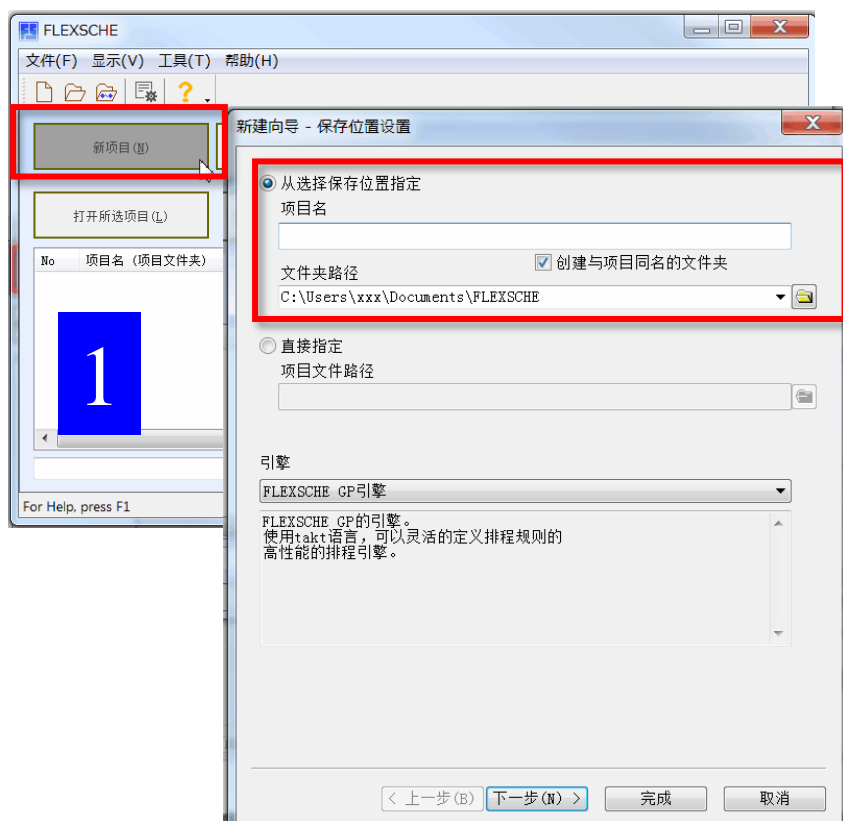 FLEXSCHE
文件(F) 显示(V) 工具(T) 帮助(H)
新项目(N)
打开所选项目(L)
No 项目名 (项目文件夹)
1
For Help, press F1
新建向导 - 保存位置设置
从选择保存位置指定
项目名
创建与项目同名的文件夹
文件夹路径
C:\Users\xxx\Documents\FLEXSCHE
直接指定
项目文件路径
引擎
FLEXSCHE GP引擎
FLEXSCHE GP的引擎。
使用takt语言，可以灵活的定义排程规则的
高性能的排程引擎。
< 上一步(B) 下一步(N) > 完成 取消